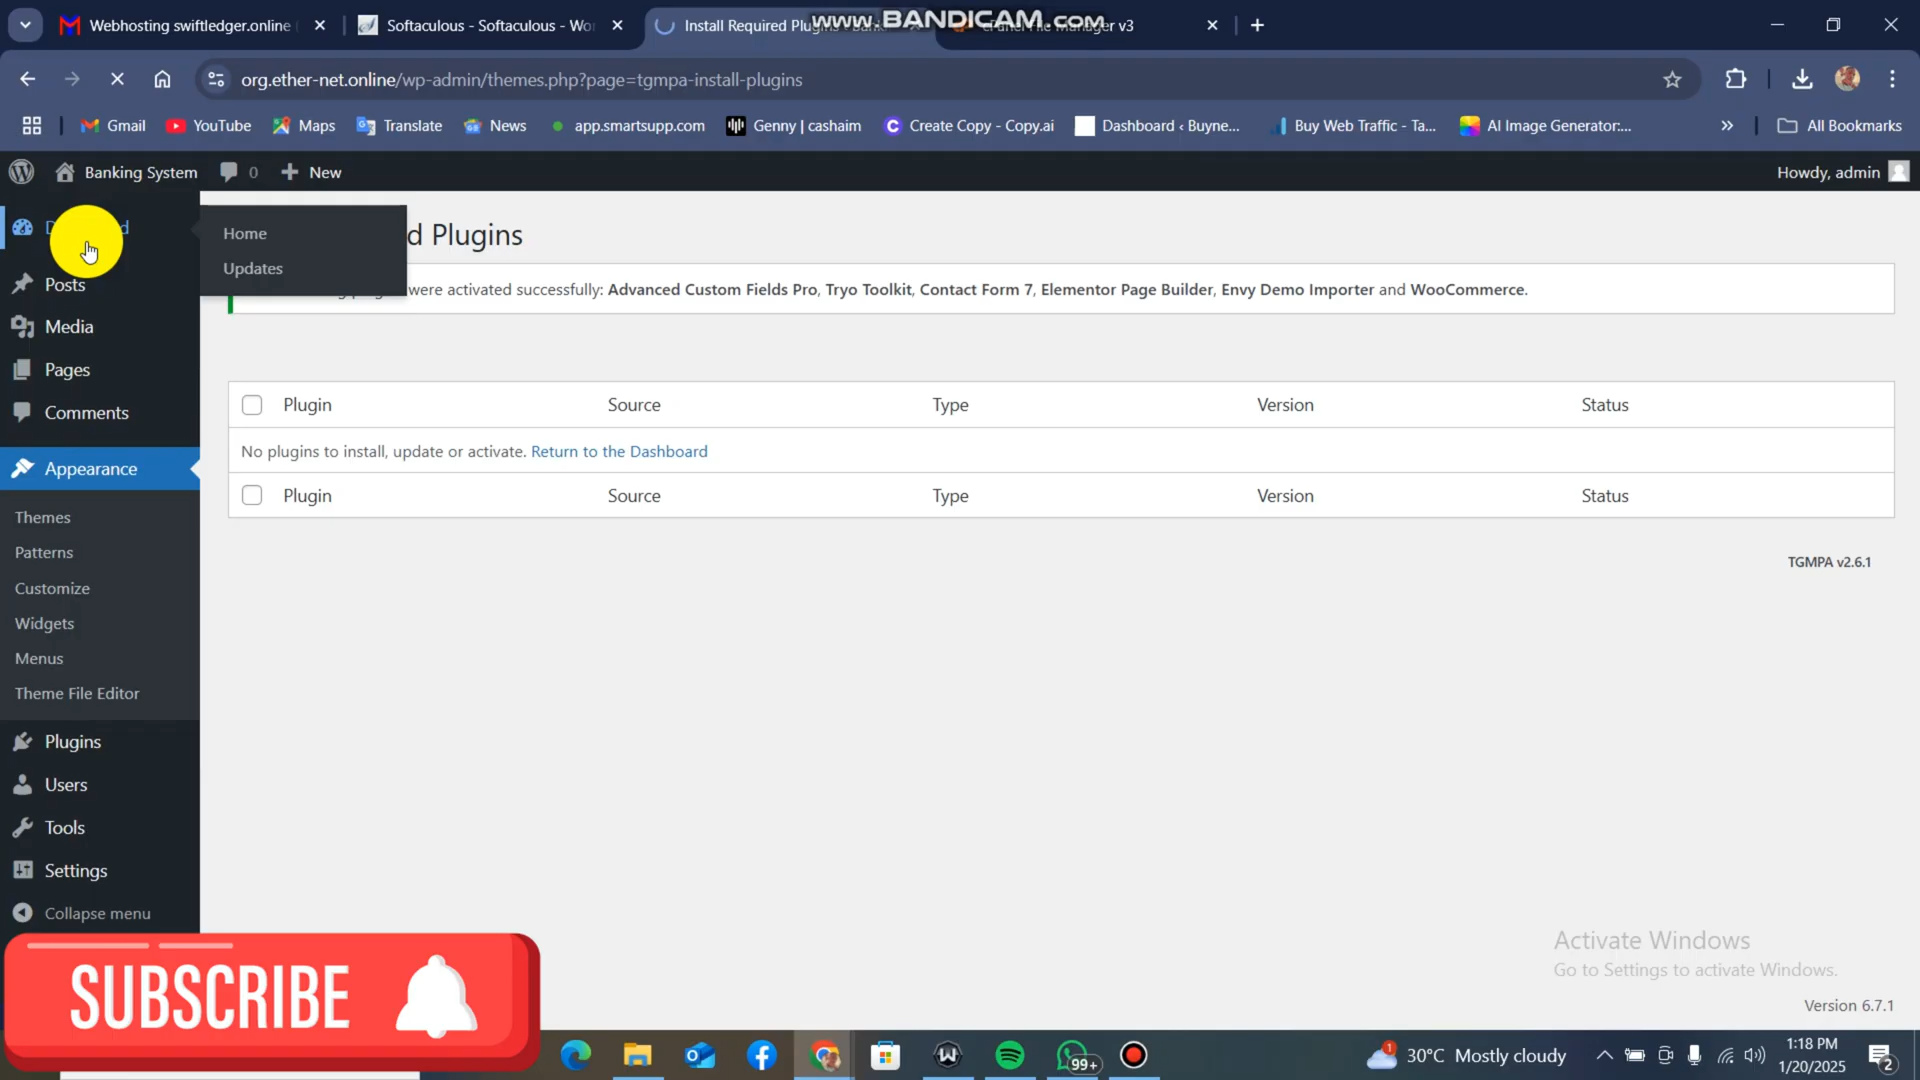 Webhosting swiftledger.online
Softaculous - Softaculous - Wo
Install Required Plugins
www.BANDICAM.com
v3
org.ether-net.online/wp-admin/themes.php?page=tgmpa-install-plugins
Gmail
YouTube
Maps
Translate
News
app.smartsupp.com
Genny | cashaim
Create Copy - Copy.ai
Dashboard ‹ Buyne...
Buy Web Traffic - Ta...
AI Image Generator:...
»
All Bookmarks
Banking System
0
New
Howdy, admin
Home
Updates
d Plugins
were activated successfully: Advanced Custom Fields Pro, Tryo Toolkit, Contact Form 7, Elementor Page Builder, Envy Demo Importer and WooCommerce.
Posts
Media
Pages
Comments
Appearance
Themes
Patterns
Customize
Widgets
Menus
Theme File Editor
Plugins
Users
Tools
Settings
Collapse menu
Plugin Source Type Version Status
No plugins to install, update or activate. Return to the Dashboard
Plugin Source Type Version Status
TGMPA v2.6.1
Activate Windows
Go to Settings to activate Windows.
Version 6.7.1
SUBSCRIBE
99+
1
30°C Mostly cloudy
1:18 PM
1/20/2025
2